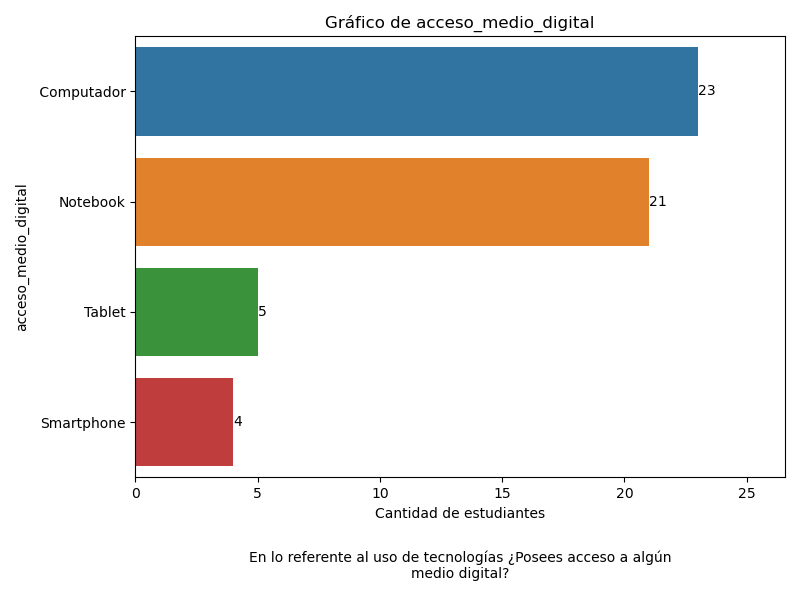 Gráfico de acceso_medio_digital
acceso_medio_digital
Computador
23
Notebook
21
Tablet
5
Smartphone
4
0 5 10 15 20 25
Cantidad de estudiantes
En lo referente al uso de tecnologías ¿Posees acceso a algún
medio digital?